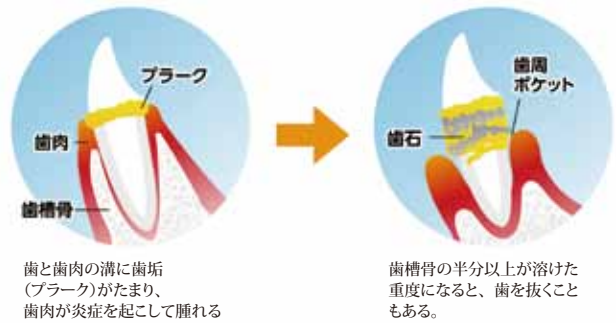 プラーク
歯肉
歯槽骨
歯と歯肉の溝に歯垢
(プラーク)がたまり、
歯肉が炎症を起こして腫れる
歯周
ポケット
歯石
歯槽骨の半分以上が溶けた
重度になると、歯を抜くこと
もある。